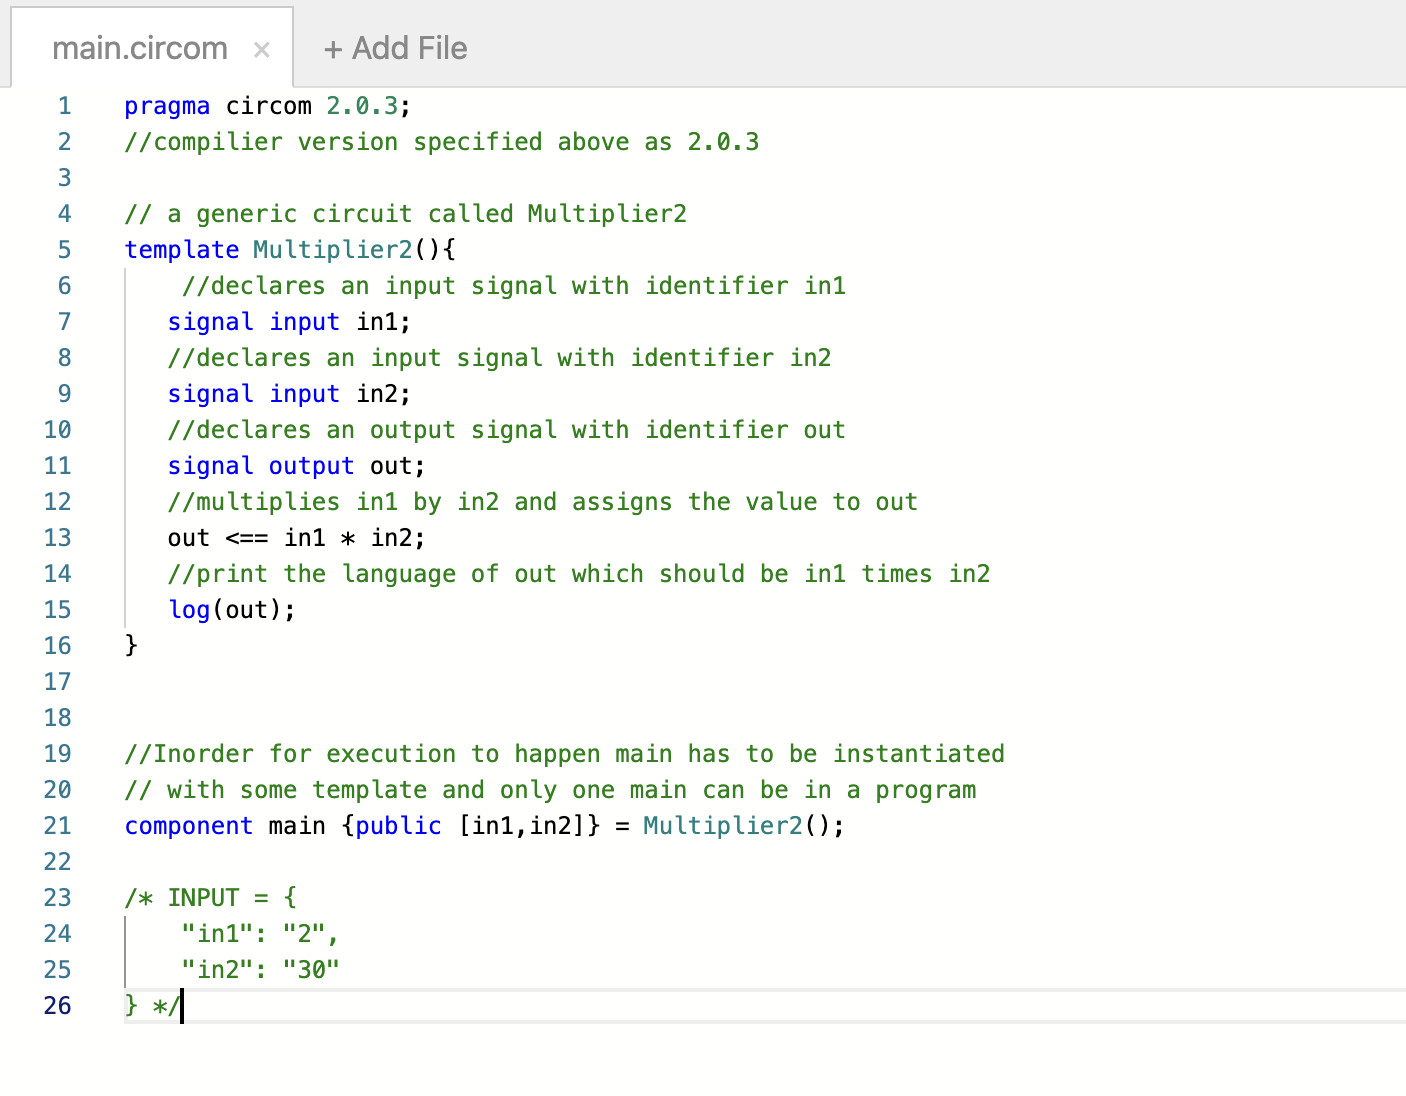 main.circom × + Add File
1 pragma circom 2.0.3;
2 //compilier version specified above as 2.0.3
3
4 // a generic circuit called Multiplier2
5 template Multiplier2(){
6 //declares an input signal with identifier in1
7 signal input in1;
8 //declares an input signal with identifier in2
9 signal input in2;
10 //declares an output signal with identifier out
11 signal output out;
12 //multiplies in1 by in2 and assigns the value to out
13 out <== in1 * in2;
14 //print the language of out which should be in1 times in2
15 log(out);
16 }
17
18
19 //Inorder for execution to happen main has to be instantiated
20 // with some template and only one main can be in a program
21 component main {public [in1,in2]} = Multiplier2();
22
23 /* INPUT = {
24 "in1": "2",
25 "in2": "30"
26 } */